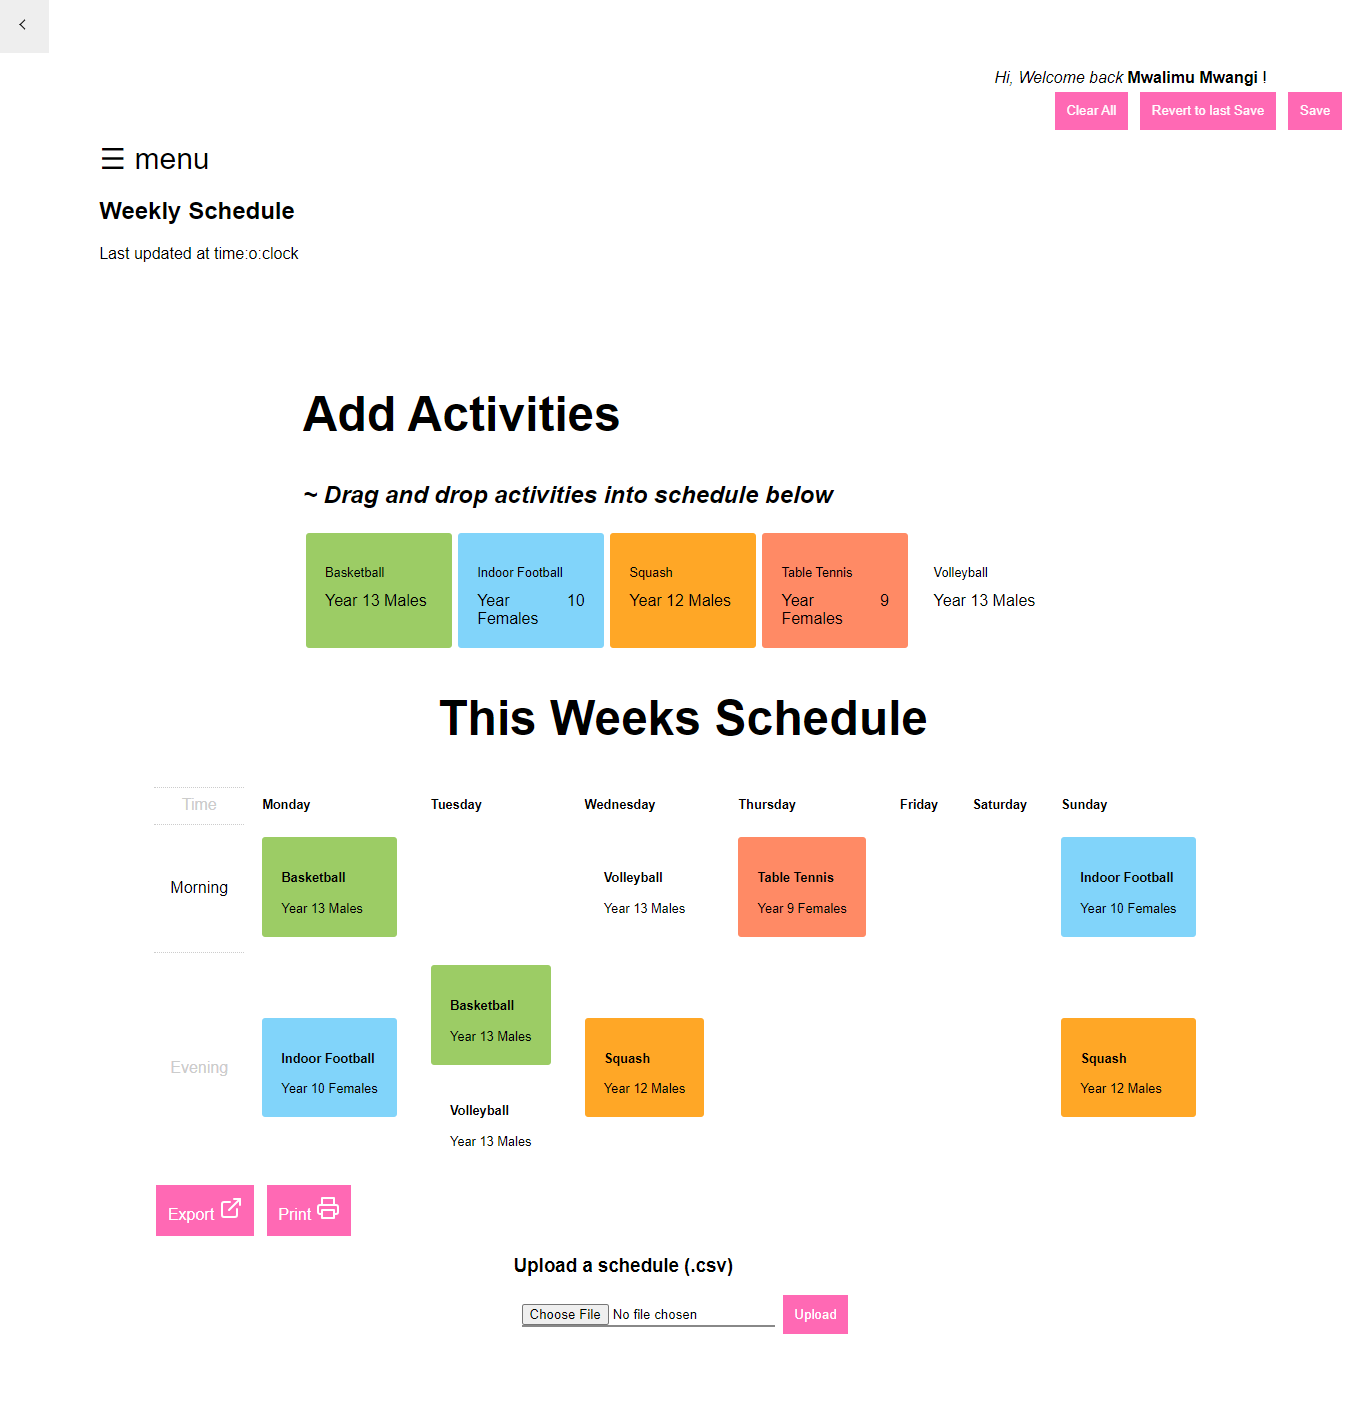 Hi, Welcome back Mwalimu Mwangi !
Clear All Revert to last Save Save
☰ menu
Weekly Schedule
Last updated at time:o:clock
Add Activities
~ Drag and drop activities into schedule below
Basketball
Year 13 Males
Indoor Football
Year 10
Females
Squash
Year 12 Males
Table Tennis
Year 9
Females
Volleyball
Year 13 Males
This Weeks Schedule
Time Monday Tuesday Wednesday Thursday Friday Saturday Sunday
Morning
Basketball
Year 13 Males
Volleyball
Year 13 Males
Table Tennis
Year 9 Females
Indoor Football
Year 10 Females
Evening
Indoor Football
Year 10 Females
Basketball
Year 13 Males
Volleyball
Year 13 Males
Squash
Year 12 Males
Squash
Year 12 Males
Export Print
Upload a schedule (.csv)
Choose File No file chosen Upload